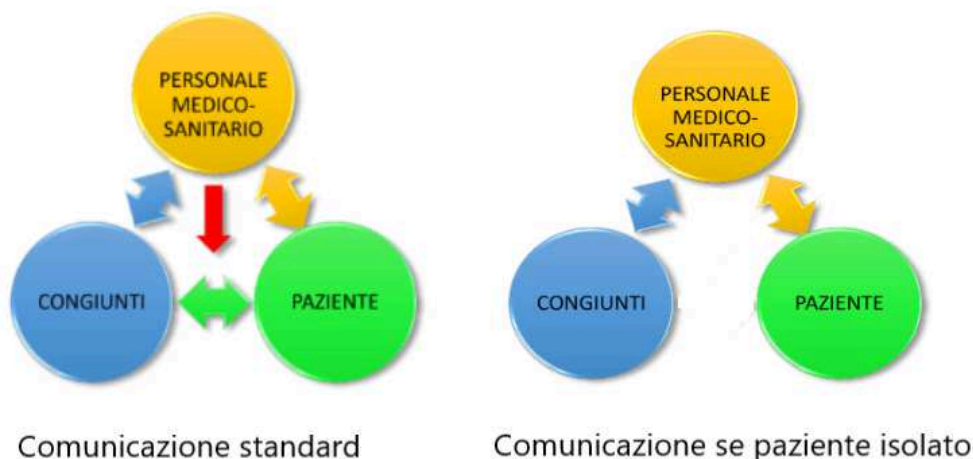 PERSONALE
MEDICO-
SANITARIO
CONGIUNTI
PAZIENTE
Comunicazione standard
PERSONALE
MEDICO-
SANITARIO
CONGIUNTI
PAZIENTE
Comunicazione se paziente isolato